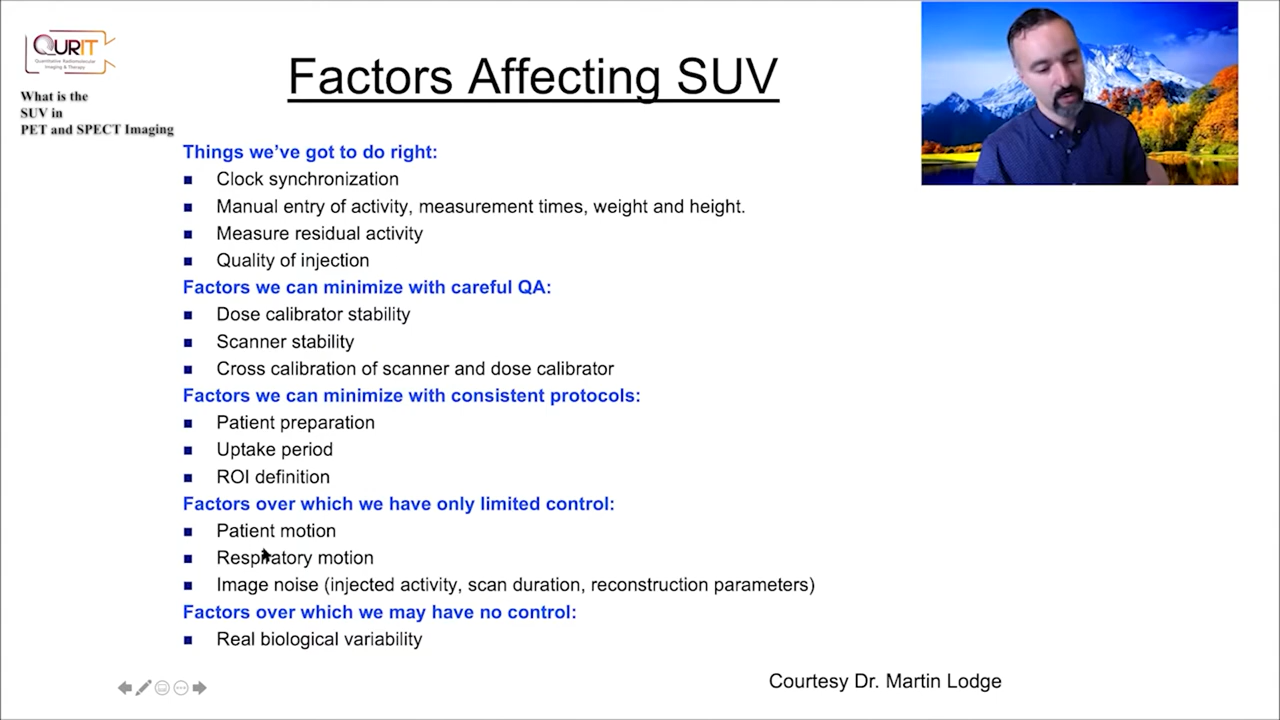 QURIT
Quantitative Radiomolecular
Imaging & Therapy
What is the
SUV in
PET and SPECT Imaging
Factors Affecting SUV
Things we've got to do right:
Clock synchronization
Manual entry of activity, measurement times, weight and height.
Measure residual activity
Quality of injection
Factors we can minimize with careful QA:
Dose calibrator stability
Scanner stability
Cross calibration of scanner and dose calibrator
Factors we can minimize with consistent protocols:
Patient preparation
Uptake period
ROI definition
Factors over which we have only limited control:
Patient motion
Respiratory motion
Image noise (injected activity, scan duration, reconstruction parameters)
Factors over which we may have no control:
Real biological variability
Courtesy Dr. Martin Lodge